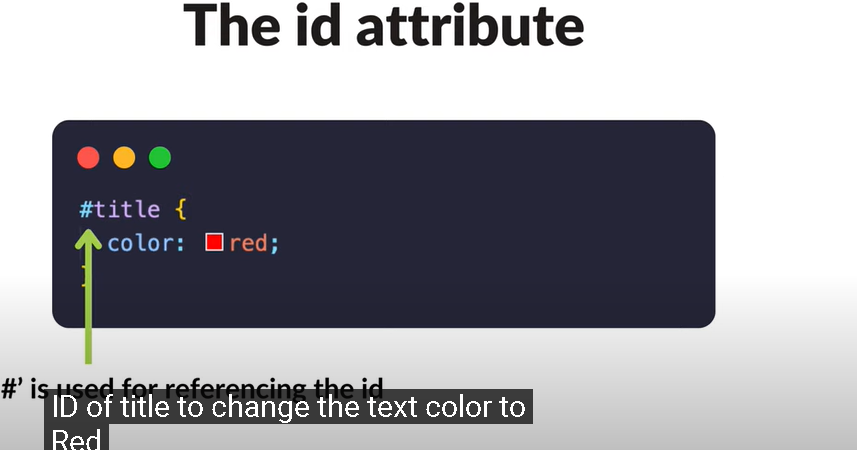 The id attribute
#title {
color: red;
}
#’ is used for referencing the id
ID of title to change the text color to
Red